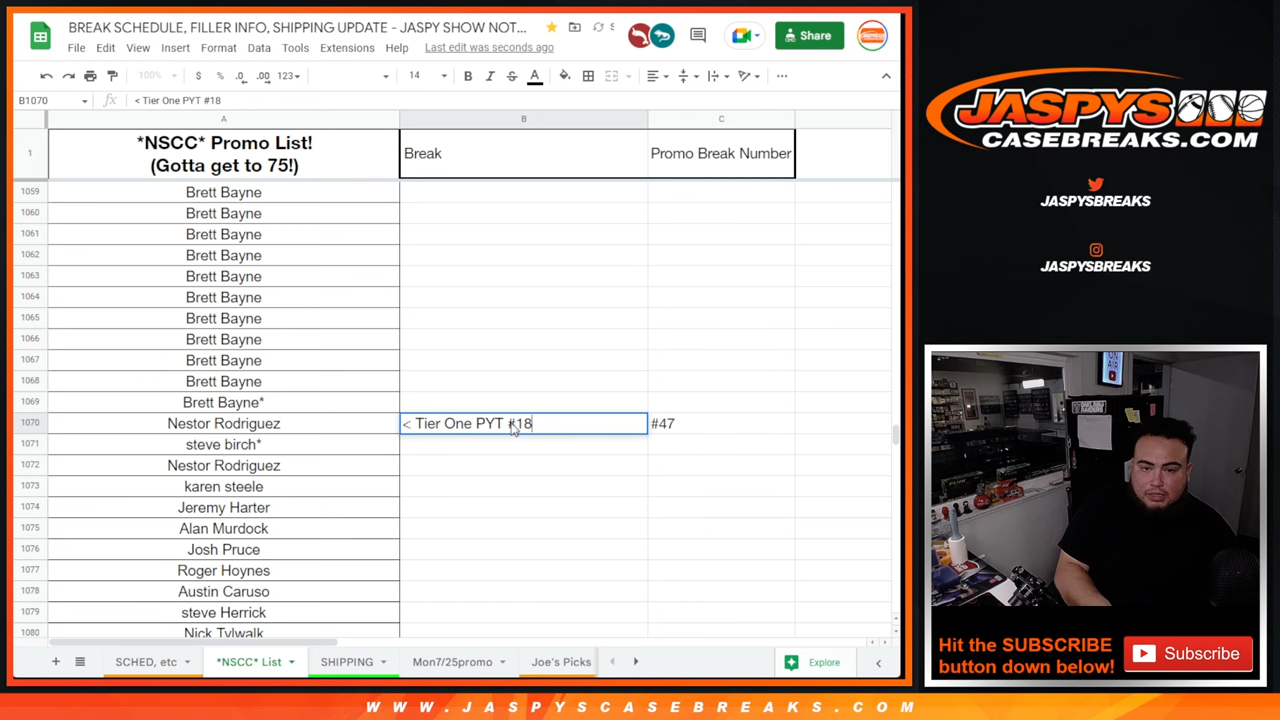 BREAK SCHEDULE, FILLER INFO, SHIPPING UPDATE - JASPY SHOW NOT...
File Edit View Insert Format Data Tools Extensions Help Last edit was seconds ago
Share
100% $ % .0 .00 123 14 B I S A
B1070 fx < Tier One PYT #18
A B C
1 *NSCC* Promo List! (Gotta get to 75!) Break Promo Break Number
1059 Brett Bayne
1060 Brett Bayne
1061 Brett Bayne
1062 Brett Bayne
1063 Brett Bayne
1064 Brett Bayne
1065 Brett Bayne
1066 Brett Bayne
1067 Brett Bayne
1068 Brett Bayne
1069 Brett Bayne*
1070 Nestor Rodriguez < Tier One PYT #18 #47
1071 steve birch*
1072 Nestor Rodriguez
1073 karen steele
1074 Jeremy Harter
1075 Alan Murdock
1076 Josh Pruce
1077 Roger Hoynes
1078 Austin Caruso
1079 steve Herrick
1080 Nick Tylwalk
SCHED, etc *NSCC* List SHIPPING Mon7/25promo Joe's Picks Explore
JASPYS
CASEBREAKS.COM
JASPYSBREAKS
JASPYSBREAKS
Hit the SUBSCRIBE
button down below!
Subscribe
WWW.JASPYSCASEBREAKS.COM